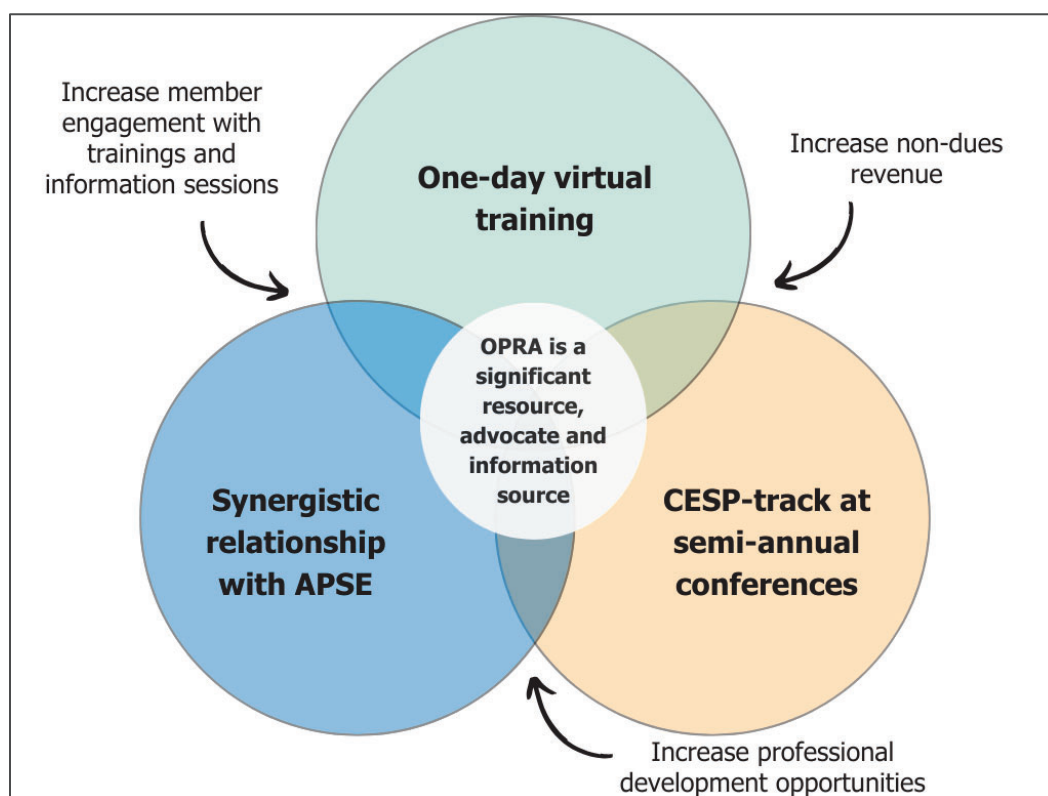 Increase member
engagement with
trainings and
information sessions
Increase non-dues
revenue
One-day virtual
training
OPRA is a
significant
resource,
advocate and
information
source
Synergistic
relationship
with APSE
CESP-track at
semi-annual
conferences
Increase professional
development opportunities